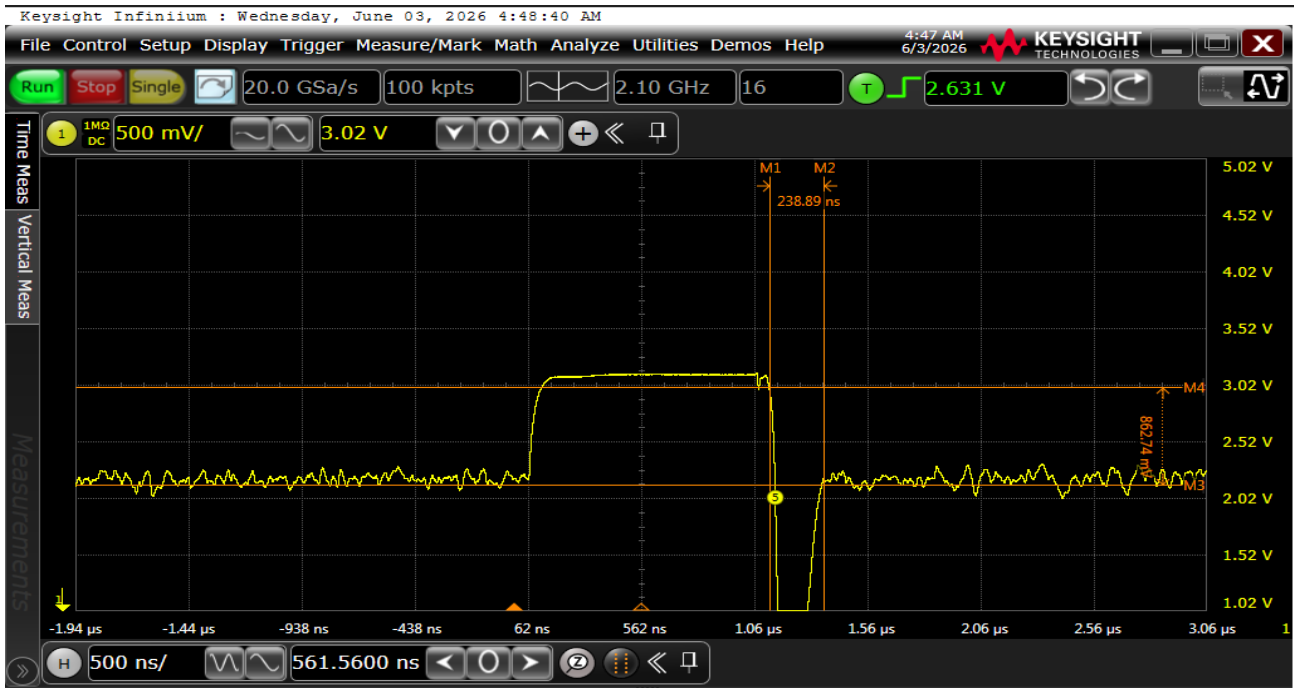 Keysight Infiniium : Wednesday, June 03, 2026 4:48:40 AM
File Control Setup Display Trigger Measure/Mark Math Analyze Utilities Demos Help
4:47 AM
6/3/2026
KEYSIGHT
TECHNOLOGIES
Run Stop Single 20.0 GSa/s 100 kpts 2.10 GHz 16 T 2.631 V
Time Meas
Vertical Meas
Measurements
1 1MΩ DC 500 mV/ 3.02 V
M1 M2
238.89 ns
5.02 V
4.52 V
4.02 V
3.52 V
M4 3.02 V
862.74 mV
2.52 V
M3
5
2.02 V
1.52 V
1
1.02 V
-1.94 µs -1.44 µs -938 ns -438 ns 62 ns 562 ns 1.06 µs 1.56 µs 2.06 µs 2.56 µs 3.06 µs 1
H 500 ns/ 561.5600 ns Z